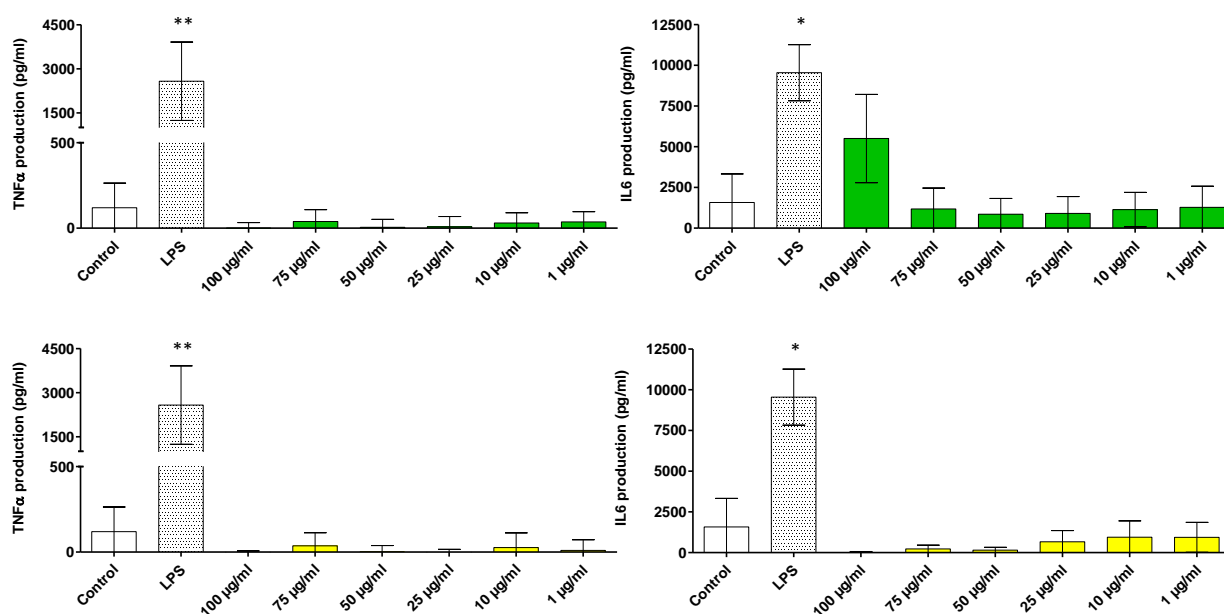 TNFα production (pg/ml)
4500
3000
1500
500
0
**
Control
LPS
100 µg/ml
75 µg/ml
50 µg/ml
25 µg/ml
10 µg/ml
1 µg/ml
IL6 production (pg/ml)
12500
10000
7500
5000
2500
0
*
Control
LPS
100 µg/ml
75 µg/ml
50 µg/ml
25 µg/ml
10 µg/ml
1 µg/ml
TNFα production (pg/ml)
4500
3000
1500
500
0
**
Control
LPS
100 µg/ml
75 µg/ml
50 µg/ml
25 µg/ml
10 µg/ml
1 µg/ml
IL6 production (pg/ml)
12500
10000
7500
5000
2500
0
*
Control
LPS
100 µg/ml
75 µg/ml
50 µg/ml
25 µg/ml
10 µg/ml
1 µg/ml